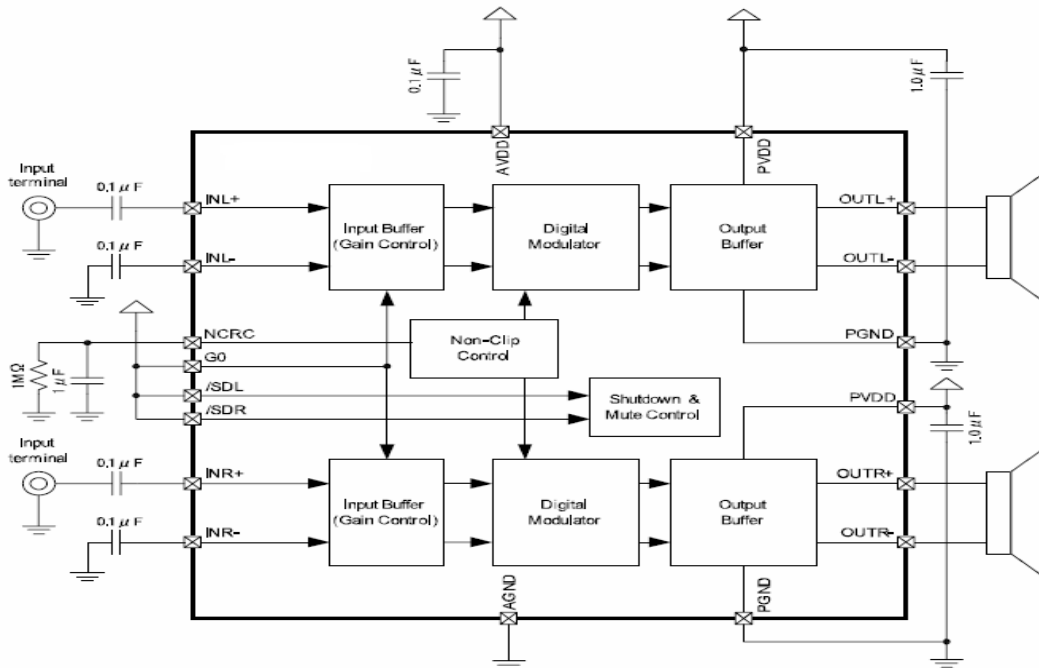 0.1μF
1.0μF
AVDD
PVDD
Input
terminal
0.1μF
INL+
Input Buffer
(Gain Control)
Digital
Modulator
Output
Buffer
OUTL+
0.1μF
INL-
OUTL-
NCRC
Non-Clip
Control
PGND
G0
1MΩ
1μF
/SDL
Shutdown &
Mute Control
/SDR
PVDD
1.0μF
Input
terminal
0.1μF
INR+
Input Buffer
(Gain Control)
Digital
Modulator
Output
Buffer
OUTR+
0.1μF
INR-
OUTR-
AGND
PGND